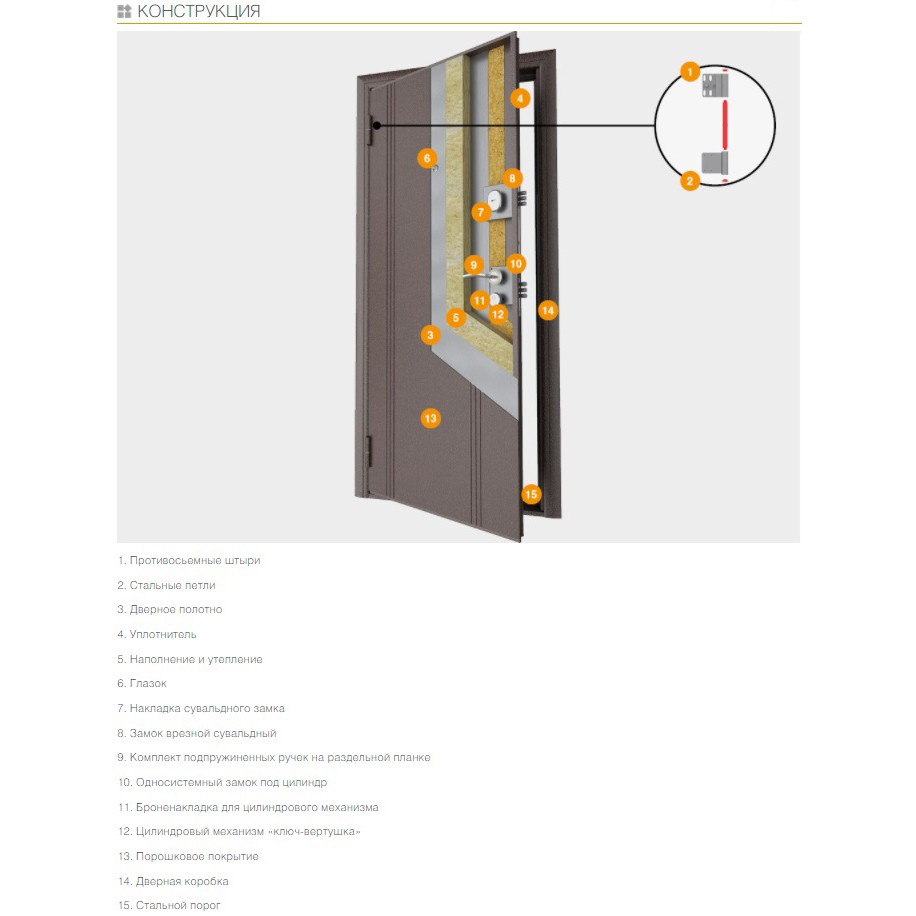 КОНСТРУКЦИЯ
1
4
6
8
2
7
9
10
11
14
12
5
3
13
15
1. Противосьемные штыри
2. Стальные петли
3. Дверное полотно
4. Уплотнитель
5. Наполнение и утепление
6. Глазок
7. Накладка сувальдного замка
8. Замок врезной сувальдный
9. Комплект подпружиненных ручек на раздельной планке
10. Односистемный замок под цилиндр
11. Броненакладка для цилиндрового механизма
12. Цилиндровый механизм «ключ-вертушка»
13. Порошковое покрытие
14. Дверная коробка
15. Стальной порог